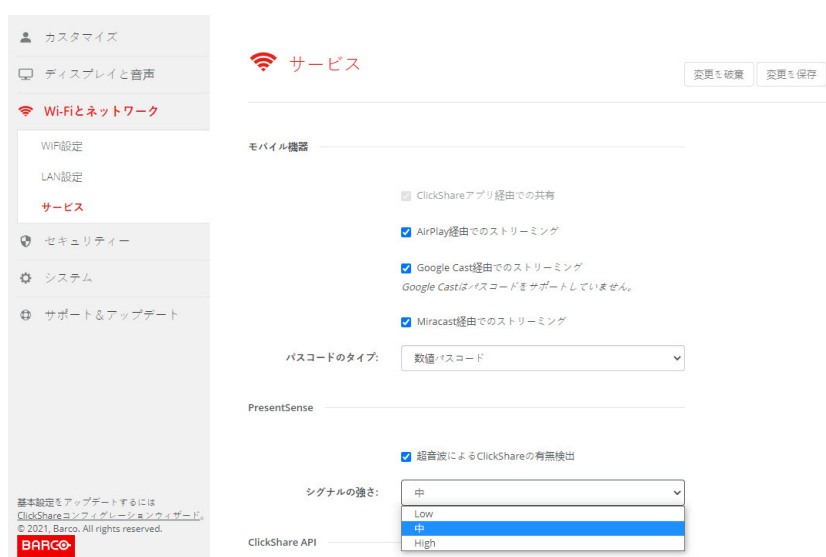 カスタマイズ
ディスプレイと音声
Wi-Fiとネットワーク
WiFi設定
LAN設定
サービス
セキュリティー
システム
サポート＆アップデート
基本設定をアップデートするには
ClickShareコンフィグレーションウィザード。
© 2021, Barco. All rights reserved.
BARCO
サービス
変更を破棄
変更を保存
モバイル機器
ClickShareアプリ経由での共有
AirPlay経由でのストリーミング
Google Cast経由でのストリーミング
Google Castはパスコードをサポートしていません。
Miracast経由でのストリーミング
パスコードのタイプ: 数値パスコード
PresentSense
超音波によるClickShareの有無検出
シグナルの強さ: 中
Low
中
High
ClickShare API